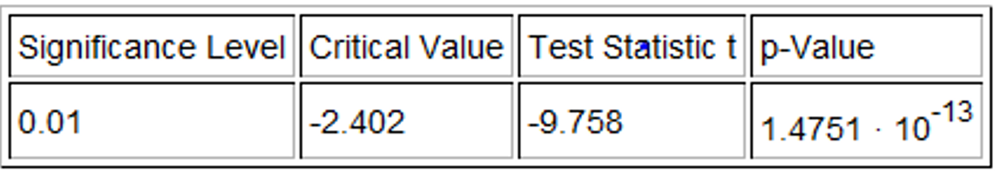 Significance Level Critical Value Test Statistic t p-Value
0.01 -2.402 -9.758 1.4751 · 10^-13